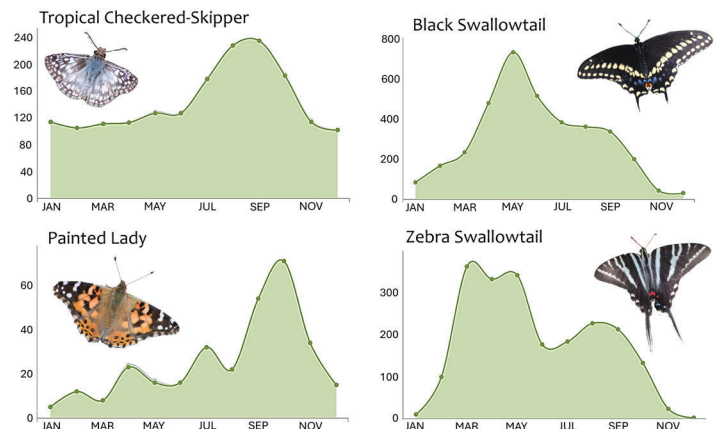 Tropical Checkered-Skipper
240
200
160
120
80
40
0
JAN MAR MAY JUL SEP NOV
Black Swallowtail
800
600
400
200
0
JAN MAR MAY JUL SEP NOV
Painted Lady
60
40
20
0
JAN MAR MAY JUL SEP NOV
Zebra Swallowtail
300
200
100
0
JAN MAR MAY JUL SEP NOV